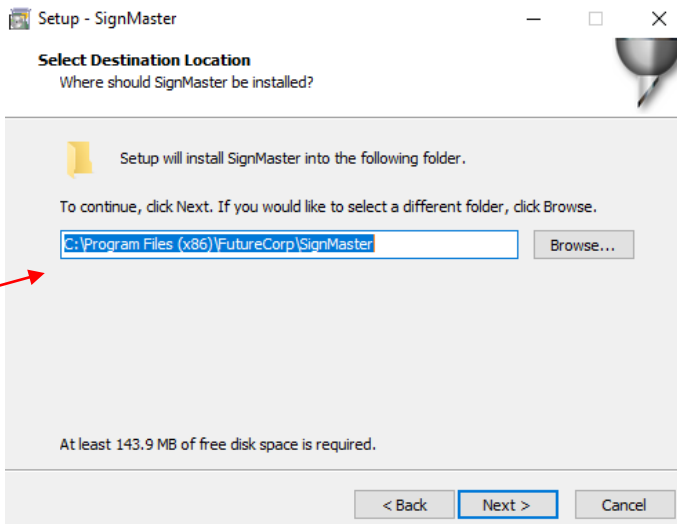 Setup - SignMaster
Select Destination Location
Where should SignMaster be installed?
Setup will install SignMaster into the following folder.
To continue, click Next. If you would like to select a different folder, click Browse.
C:\Program Files (x86)\FutureCorp\SignMaster
Browse...
At least 143.9 MB of free disk space is required.
< Back Next > Cancel